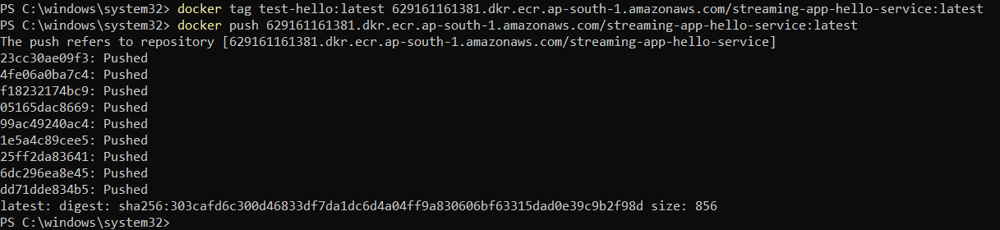 PS C:\windows\system32> docker tag test-hello:latest 629161161381.dkr.ecr.ap-south-1.amazonaws.com/streaming-app-hello-service:latest
PS C:\windows\system32> docker push 629161161381.dkr.ecr.ap-south-1.amazonaws.com/streaming-app-hello-service:latest
The push refers to repository [629161161381.dkr.ecr.ap-south-1.amazonaws.com/streaming-app-hello-service]
23cc30ae09f3: Pushed
4fe06a0ba7c4: Pushed
f18232174bc9: Pushed
05165dac8669: Pushed
99ac49240ac4: Pushed
1e5a4c89cee5: Pushed
25ff2da83641: Pushed
6dc296ea8e45: Pushed
dd71dde834b5: Pushed
latest: digest: sha256:303cafd6c300d46833df7da1dc6d4a04ff9a830606bf63315dad0e39c9b2f98d size: 856
PS C:\windows\system32>